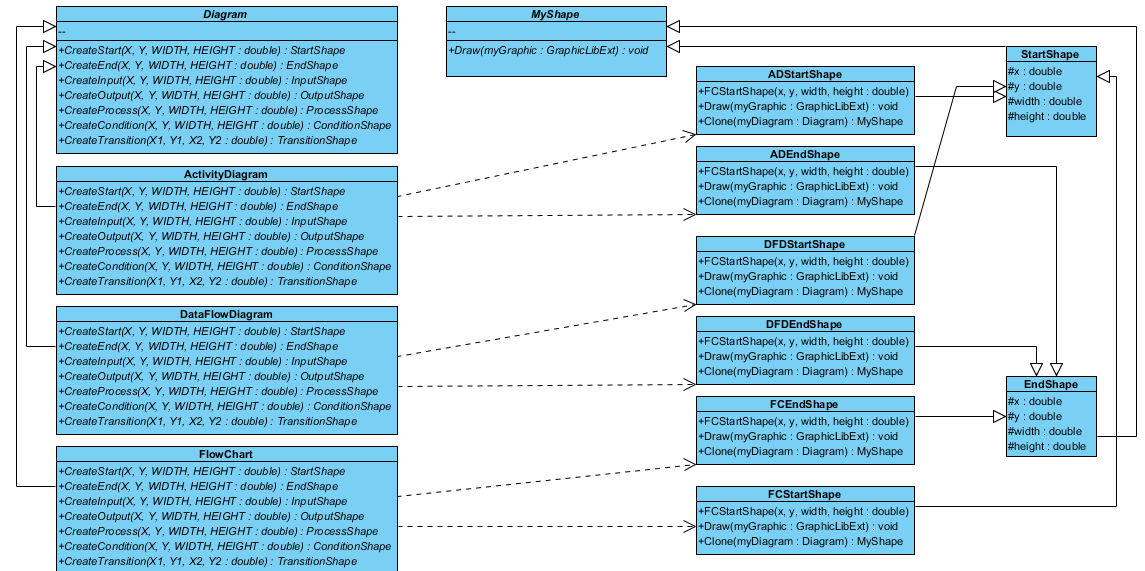 Diagram
--
+CreateStart(X, Y, WIDTH, HEIGHT : double) : StartShape
+CreateEnd(X, Y, WIDTH, HEIGHT : double) : EndShape
+CreateInput(X, Y, WIDTH, HEIGHT : double) : InputShape
+CreateOutput(X, Y, WIDTH, HEIGHT : double) : OutputShape
+CreateProcess(X, Y, WIDTH, HEIGHT : double) : ProcessShape
+CreateCondition(X, Y, WIDTH, HEIGHT : double) : ConditionShape
+CreateTransition(X1, Y1, X2, Y2 : double) : TransitionShape
ActivityDiagram
+CreateStart(X, Y, WIDTH, HEIGHT : double) : StartShape
+CreateEnd(X, Y, WIDTH, HEIGHT : double) : EndShape
+CreateInput(X, Y, WIDTH, HEIGHT : double) : InputShape
+CreateOutput(X, Y, WIDTH, HEIGHT : double) : OutputShape
+CreateProcess(X, Y, WIDTH, HEIGHT : double) : ProcessShape
+CreateCondition(X, Y, WIDTH, HEIGHT : double) : ConditionShape
+CreateTransition(X1, Y1, X2, Y2 : double) : TransitionShape
DataFlowDiagram
+CreateStart(X, Y, WIDTH, HEIGHT : double) : StartShape
+CreateEnd(X, Y, WIDTH, HEIGHT : double) : EndShape
+CreateInput(X, Y, WIDTH, HEIGHT : double) : InputShape
+CreateOutput(X, Y, WIDTH, HEIGHT : double) : OutputShape
+CreateProcess(X, Y, WIDTH, HEIGHT : double) : ProcessShape
+CreateCondition(X, Y, WIDTH, HEIGHT : double) : ConditionShape
+CreateTransition(X1, Y1, X2, Y2 : double) : TransitionShape
FlowChart
+CreateStart(X, Y, WIDTH, HEIGHT : double) : StartShape
+CreateEnd(X, Y, WIDTH, HEIGHT : double) : EndShape
+CreateInput(X, Y, WIDTH, HEIGHT : double) : InputShape
+CreateOutput(X, Y, WIDTH, HEIGHT : double) : OutputShape
+CreateProcess(X, Y, WIDTH, HEIGHT : double) : ProcessShape
+CreateCondition(X, Y, WIDTH, HEIGHT : double) : ConditionShape
+CreateTransition(X1, Y1, X2, Y2 : double) : TransitionShape
MyShape
--
+Draw(myGraphic : GraphicLibExt) : void
ADStartShape
+FCStartShape(x, y, width, height : double)
+Draw(myGraphic : GraphicLibExt) : void
+Clone(myDiagram : Diagram) : MyShape
ADEndShape
+FCStartShape(x, y, width, height : double)
+Draw(myGraphic : GraphicLibExt) : void
+Clone(myDiagram : Diagram) : MyShape
DFDStartShape
+FCStartShape(x, y, width, height : double)
+Draw(myGraphic : GraphicLibExt) : void
+Clone(myDiagram : Diagram) : MyShape
DFDEndShape
+FCStartShape(x, y, width, height : double)
+Draw(myGraphic : GraphicLibExt) : void
+Clone(myDiagram : Diagram) : MyShape
FCEndShape
+FCStartShape(x, y, width, height : double)
+Draw(myGraphic : GraphicLibExt) : void
+Clone(myDiagram : Diagram) : MyShape
FCStartShape
+FCStartShape(x, y, width, height : double)
+Draw(myGraphic : GraphicLibExt) : void
+Clone(myDiagram : Diagram) : MyShape
StartShape
#x : double
#y : double
#width : double
#height : double
EndShape
#x : double
#y : double
#width : double
#height : double